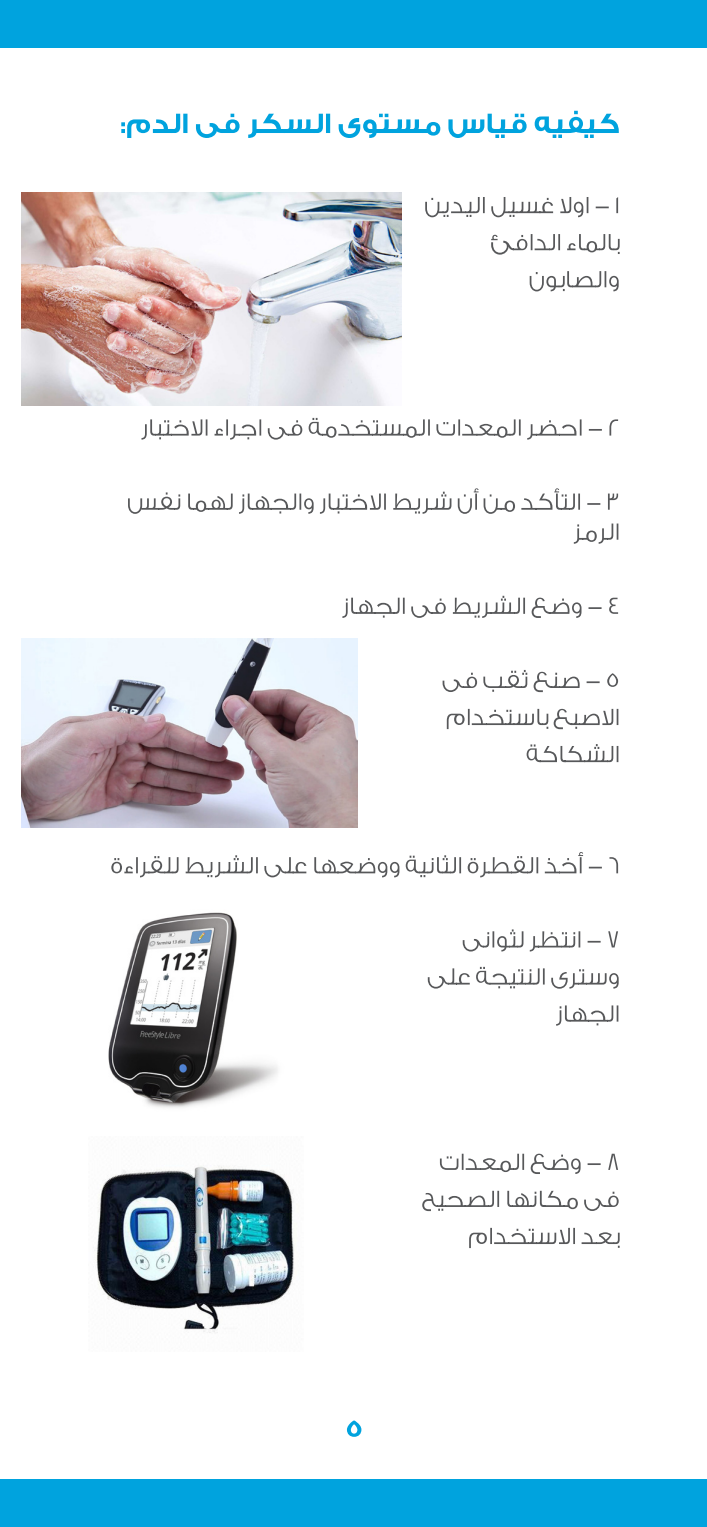 كيفيه قياس مستوى السكر فى الدم:
١ – اولا غسيل اليدين
بالماء الدافئ
والصابون
٢ – احضر المعدات المستخدمة فى اجراء الاختبار
٣ – التأكد من أن شريط الاختبار والجهاز لهما نفس
الرمز
٤ – وضع الشريط فى الجهاز
٥ – صنع ثقب فى
الاصبع باستخدام
الشكاكة
٦ – أخذ القطرة الثانية ووضعها على الشريط للقراءة
٧ – انتظر لثوانى
وسترى النتيجة على
الجهاز
112
FreeStyle Libre
٨ – وضع المعدات
فى مكانها الصحيح
بعد الاستخدام
٥